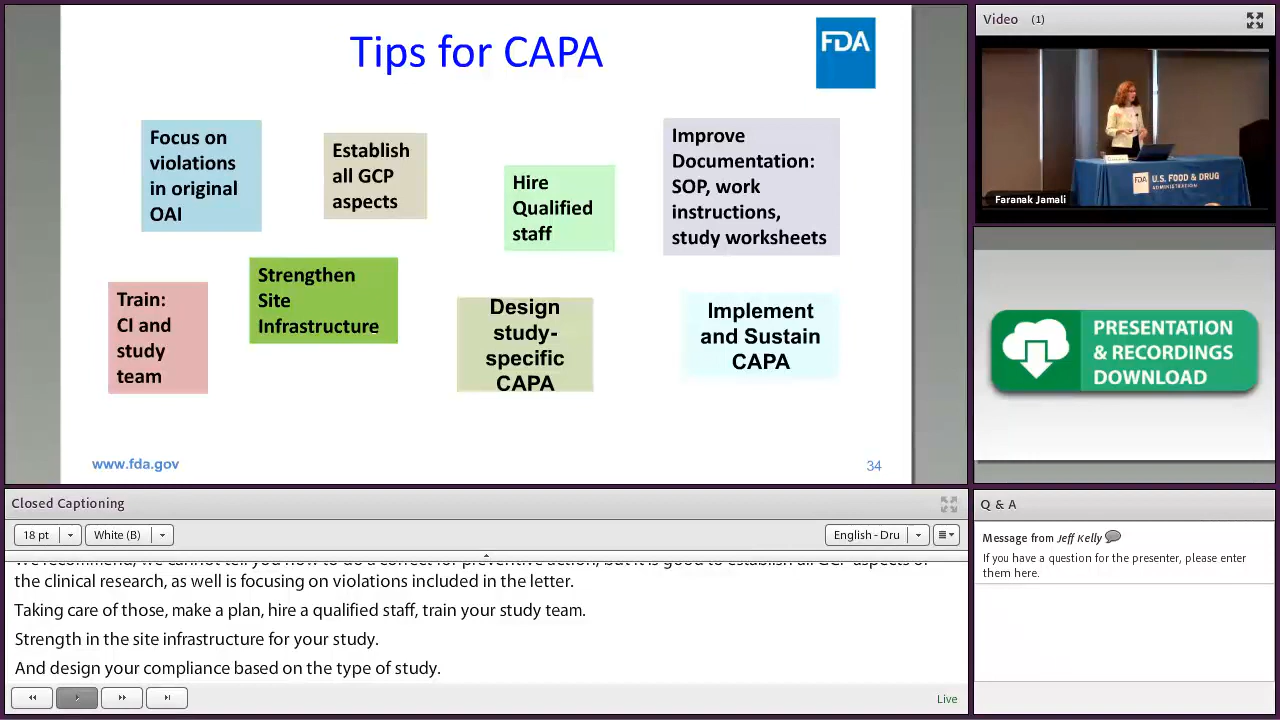 Tips for CAPA
FDA
Focus on
violations
in original
OAI
Establish
all GCP
aspects
Hire
Qualified
staff
Improve
Documentation:
SOP, work
instructions,
study worksheets
Train:
CI and
study
team
Strengthen
Site
Infrastructure
Design
study-
specific
CAPA
Implement
and Sustain
CAPA
www.fda.gov
34
Video (1)
FDA
U.S. FOOD & DRUG
ADMINISTRATION
Faranak Jamali
PRESENTATION
& RECORDINGS
DOWNLOAD
Closed Captioning
18 pt
White (B)
English - Dru
the clinical research, as well is focusing on violations included in the letter.
Taking care of those, make a plan, hire a qualified staff, train your study team.
Strength in the site infrastructure for your study.
And design your compliance based on the type of study.
Live
Q & A
Message from Jeff Kelly
If you have a question for the presenter, please enter
them here.